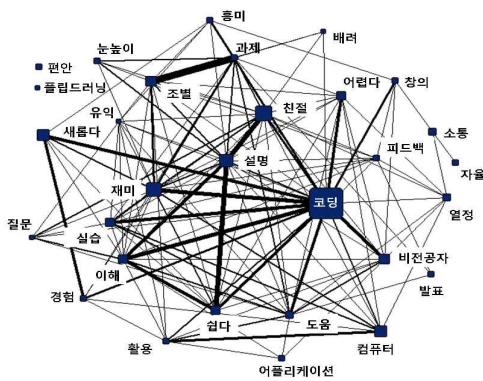 흥미
배려
눈높이
과제
편안
플립드러닝
조별
어렵다
창의
유익
친절
새롭다
소통
설명
피드백
자율
재미
코딩
열정
질문
실습
이해
비전공자
발표
경험
쉽다
도움
컴퓨터
활용
어플리케이션